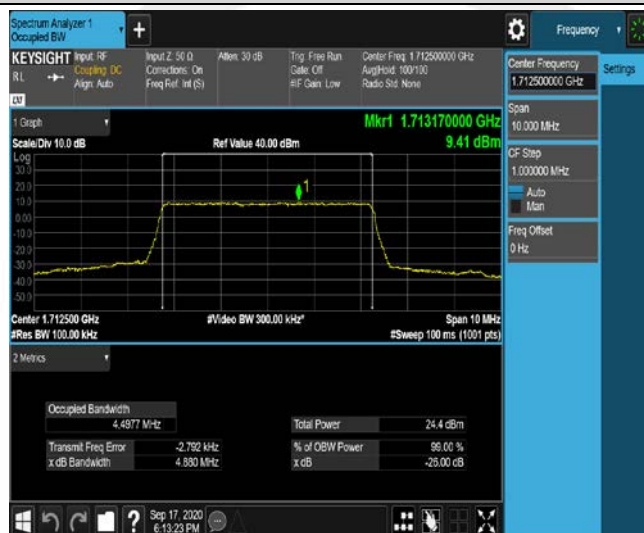 Spectrum Analyzer 1
Occupied BW
+
Frequency
KEYSIGHT
RL
Input: RF
Coupling: DC
Align: Auto
Input Z: 50 Ω
Corrections: On
Freq Ref: Int (S)
Atten: 30 dB
Trig: Free Run
Gate: Off
#IF Gain: Low
Center Freq: 1.712500000 GHz
Avg|Hold: 100/100
Radio Std: None
LXI
Center Frequency
1.712500000 GHz
Settings
Span
10.000 MHz
CF Step
1.000000 MHz
Auto
Man
Freq Offset
0 Hz
1 Graph
Mkr1 1.713170000 GHz
Scale/Div 10.0 dB
Ref Value 40.00 dBm
9.41 dBm
Log
30.0
20.0
10.0
0.00
-10.0
-20.0
-30.0
-40.0
-50.0
1
Center 1.712500 GHz
#Video BW 300.00 kHz*
Span 10 MHz
#Res BW 100.00 kHz
#Sweep 100 ms (1001 pts)
2 Metrics
Occupied Bandwidth
4.4977 MHz
Total Power 24.4 dBm
Transmit Freq Error -2.792 kHz
% of OBW Power 99.00 %
x dB Bandwidth 4.880 MHz
x dB -26.00 dB
?
Sep 17, 2020
6:13:23 PM